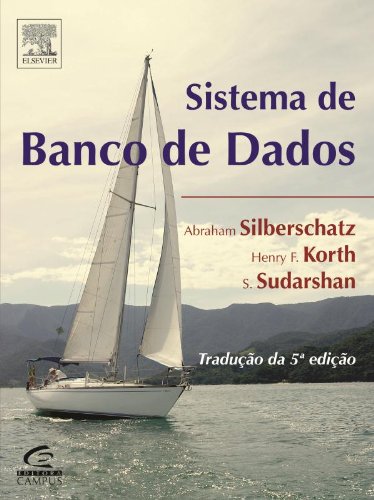 ELSEVIER
Sistema de
Banco de Dados
Abraham Silberschatz
Henry F. Korth
S. Sudarshan
Tradução da 5ª edição
EDITORA
CAMPUS